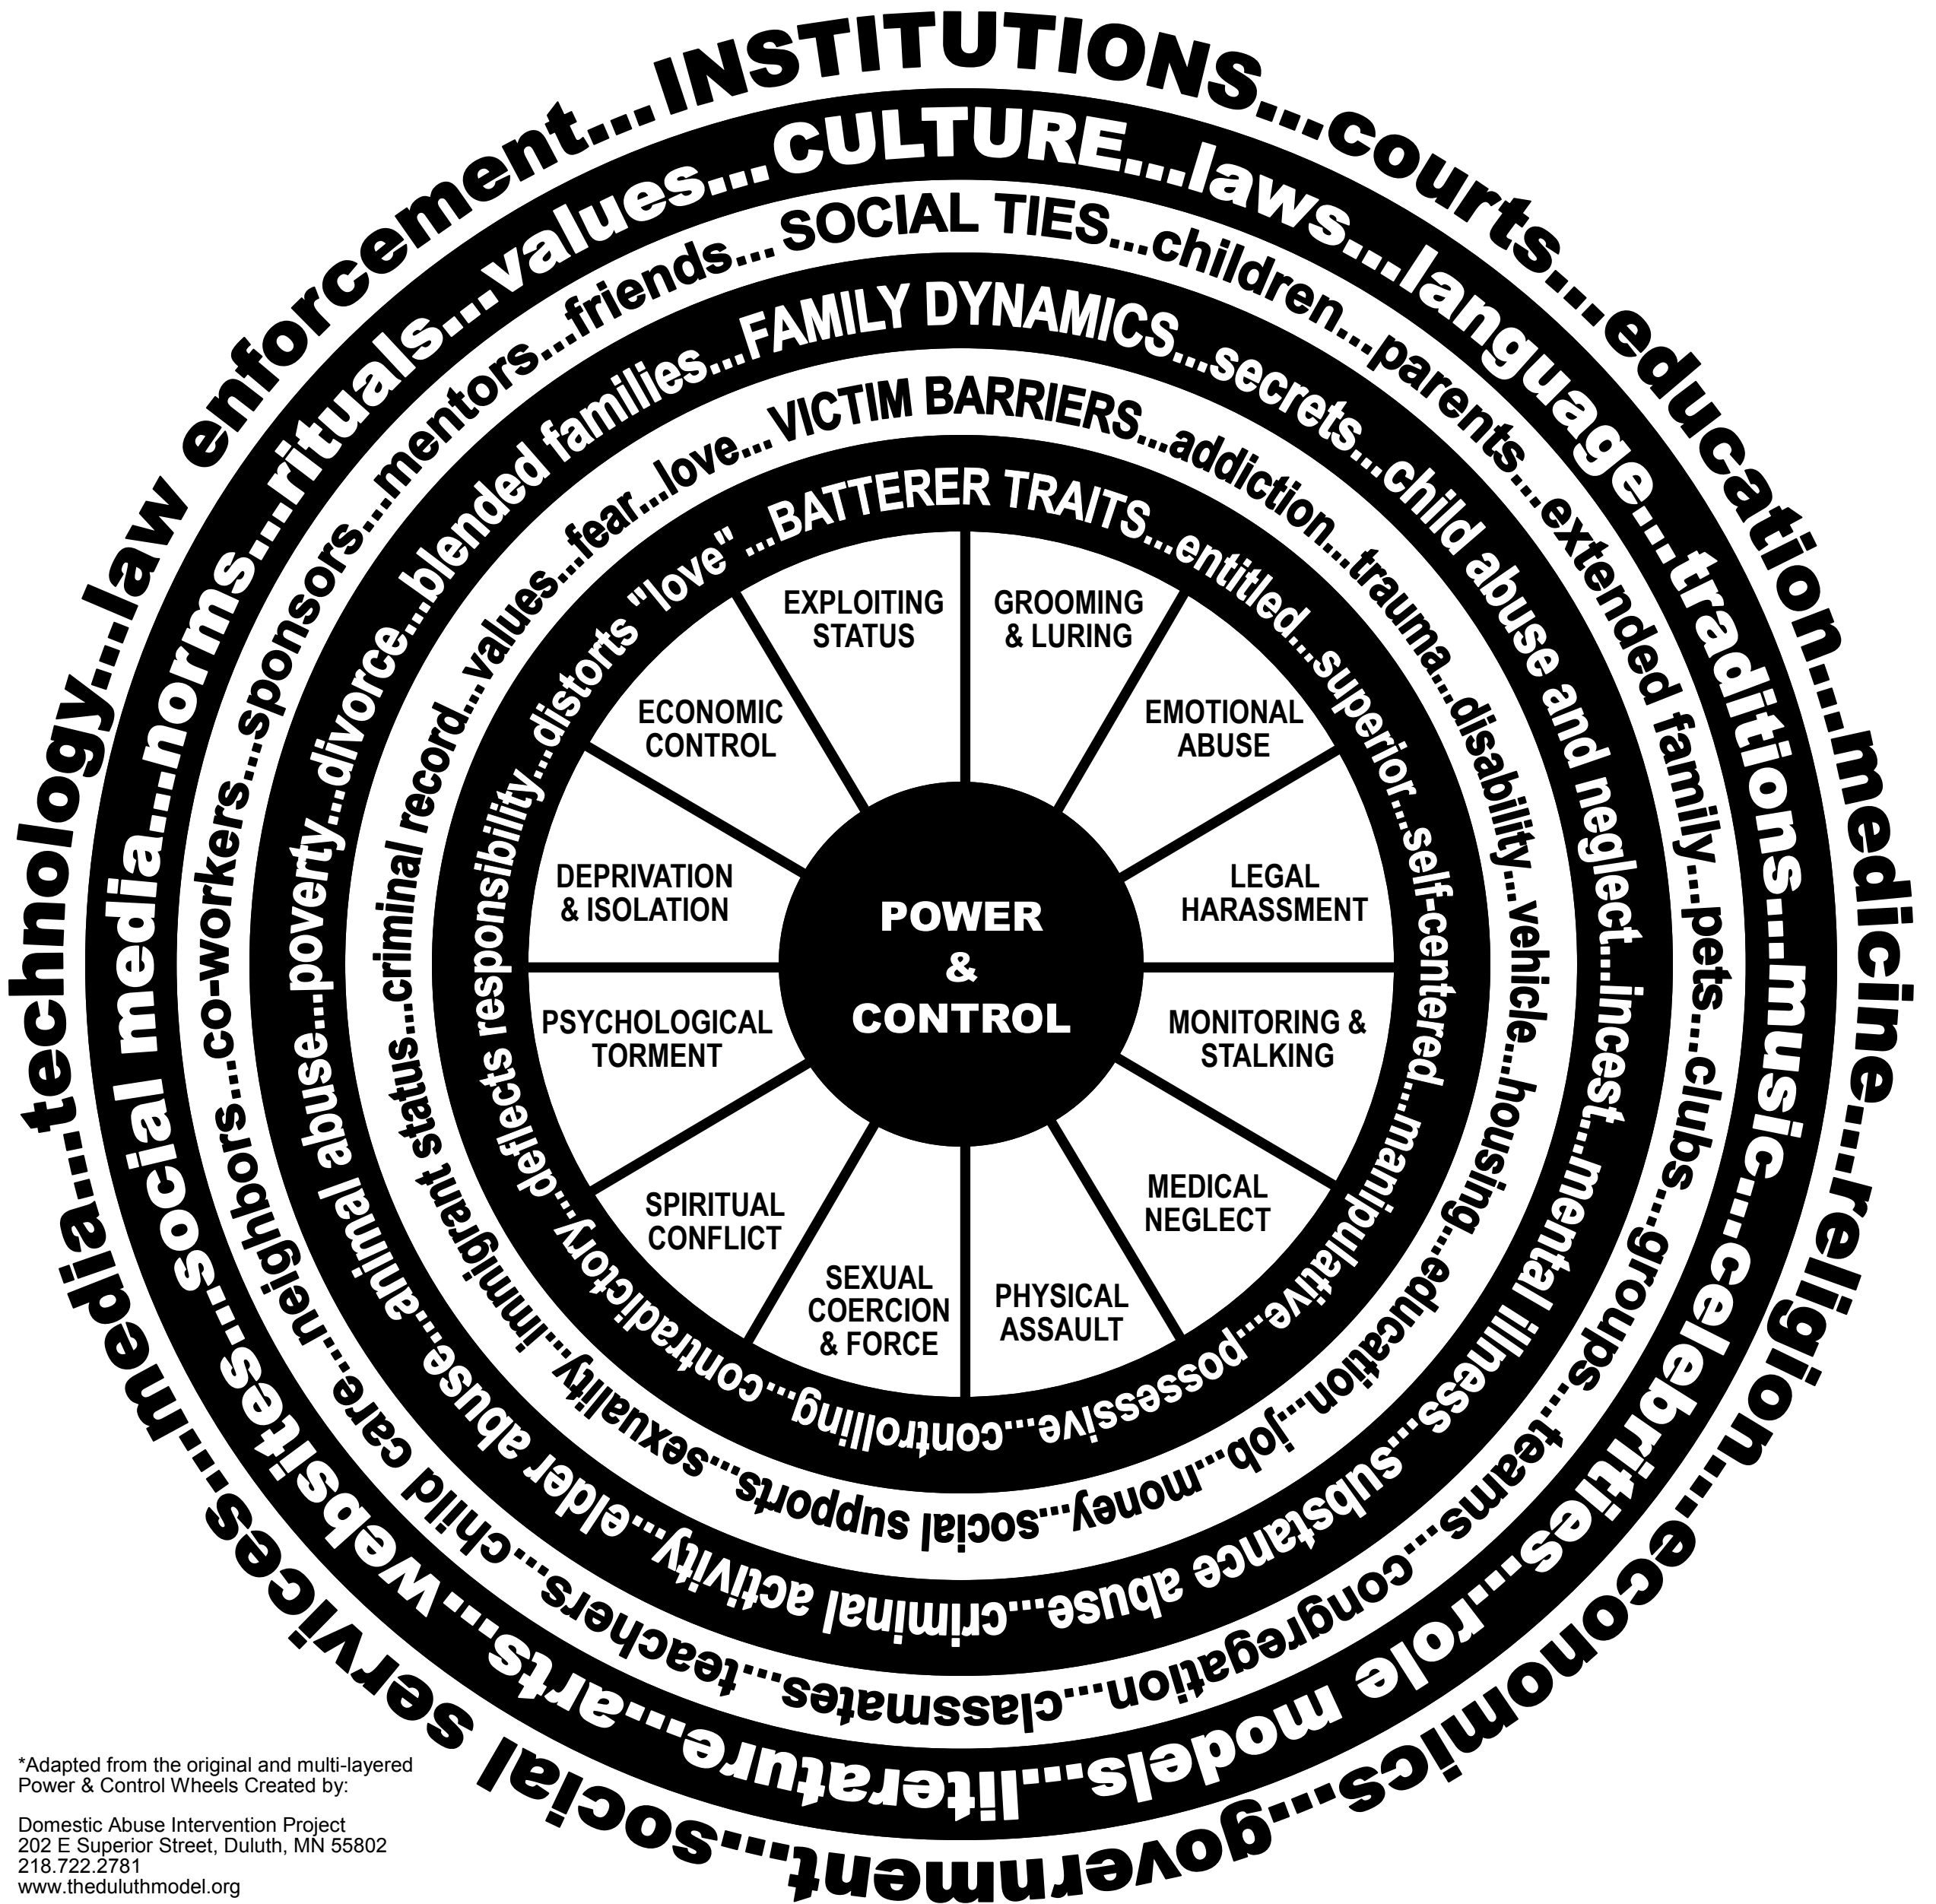 INSTITUTIONS....courts....education....medicine....religion....economics....government....social services....media....technology....law enforcement....
CULTURE....laws....language....traditions....music....celebrities....role models....literature....arts....websites....social media....norms....rituals....values....
SOCIAL TIES....children....parents....extended family....pets....clubs....groups....teams....congregation....classmates....teachers....child care....neighbors....co-workers....sponsors....mentors....friends....
FAMILY DYNAMICS....secrets....child abuse and neglect....incest....mental illness....substance abuse....criminal activity....elder abuse....animal abuse....poverty....divorce....blended families....
VICTIM BARRIERS...addiction...trauma...disability...vehicle...housing...education...job...money...social supports...sexuality...immigrant status...criminal record...values...fear...love...
BATTERER TRAITS...entitled...superior...self-centered...manipulative...possessive...controlling...contradictory...deflects responsibility...distorts "love" ...
EXPLOITING
STATUS
GROOMING
& LURING
EMOTIONAL
ABUSE
LEGAL
HARASSMENT
MONITORING &
STALKING
MEDICAL
NEGLECT
PHYSICAL
ASSAULT
SEXUAL
COERCION
& FORCE
SPIRITUAL
CONFLICT
PSYCHOLOGICAL
TORMENT
DEPRIVATION
& ISOLATION
ECONOMIC
CONTROL
POWER
&
CONTROL
*Adapted from the original and multi-layered
Power & Control Wheels Created by:
Domestic Abuse Intervention Project
202 E Superior Street, Duluth, MN 55802
218.722.2781
www.theduluthmodel.org